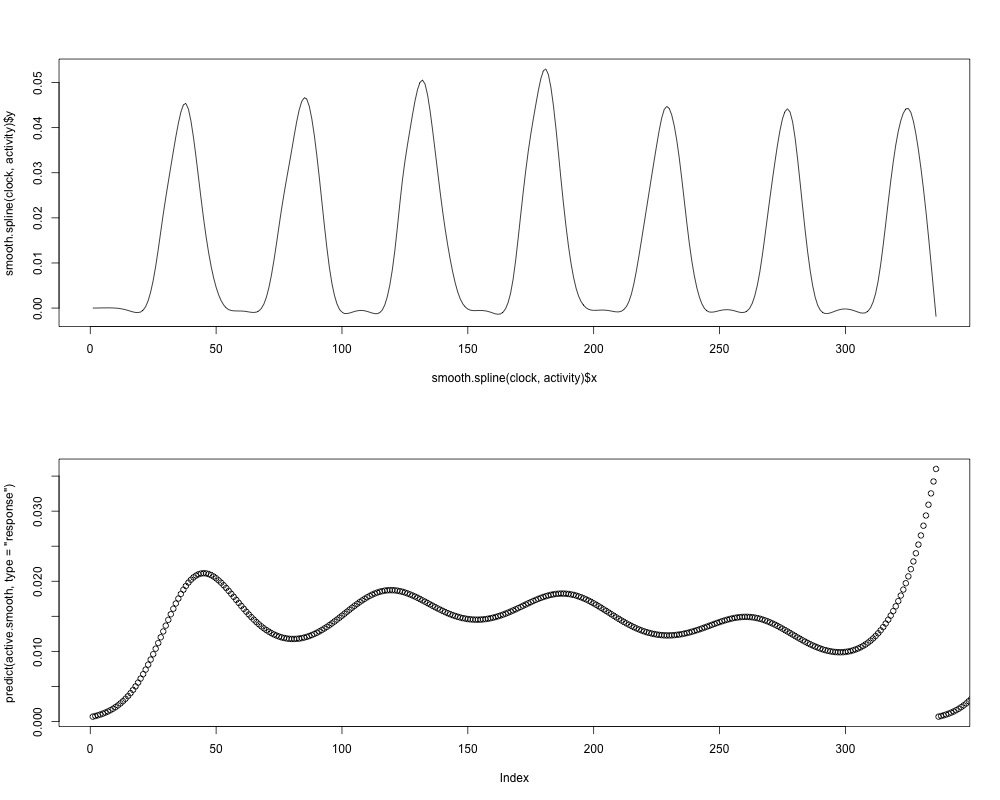 smooth.spline(clock, activity)$y
0.05
0.04
0.03
0.02
0.01
0.00
0 50 100 150 200 250 300
smooth.spline(clock, activity)$x
predict(active.smooth, type = "response")
0.030
0.020
0.010
0.000
0 50 100 150 200 250 300
Index